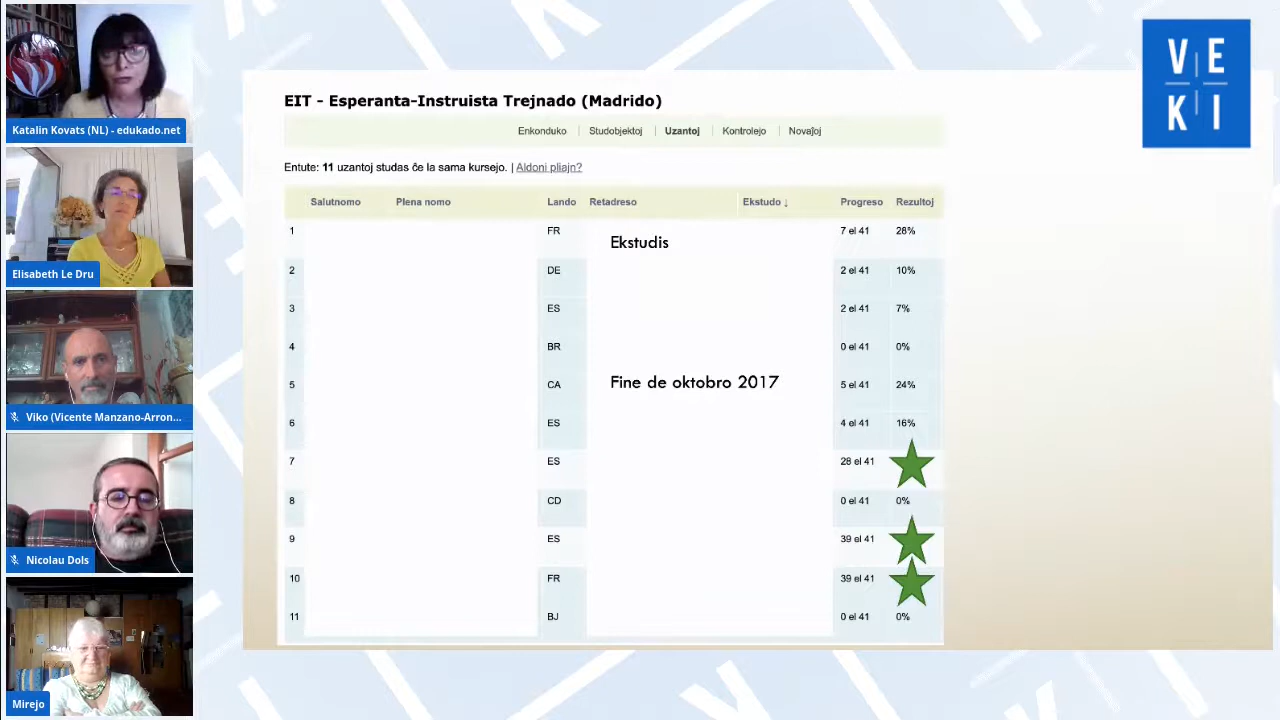 Katalin Kovats (NL) - edukado.net
Elisabeth Le Dru
Viko (Vicente Manzano-Arron...
Nicolau Dols
Mirejo
V E
K I
EIT - Esperanta-Instruista Trejnado (Madrido)
Enkonduko Studobjektoj Uzantoj Kontrolejo Novaĵoj
Entute: 11 uzantoj studas ĉe la sama kursejo. | Aldoni pliajn?
Salutnomo Plena nomo Lando Retadreso Ekstudo ↓ Progreso Rezultoj
1 FR 7 el 41 28%
Ekstudis
2 DE 2 el 41 10%
3 ES 2 el 41 7%
4 BR 0 el 41 0%
Fine de oktobro 2017
5 CA 5 el 41 24%
6 ES 4 el 41 16%
7 ES 28 el 41
8 CD 0 el 41 0%
9 ES 39 el 41
10 FR 39 el 41
11 BJ 0 el 41 0%